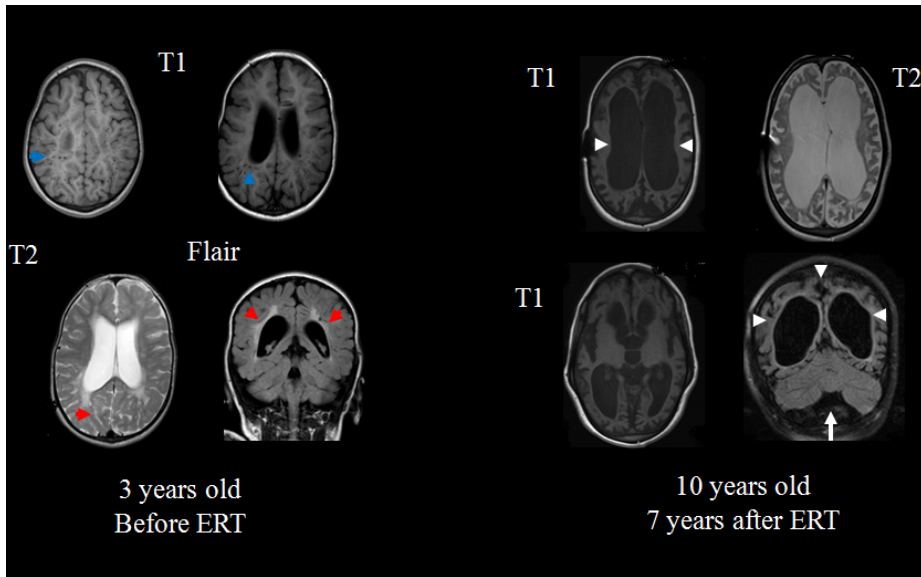 T1
T2
Flair
3 years old
Before ERT
T1
T2
T1
10 years old
7 years after ERT